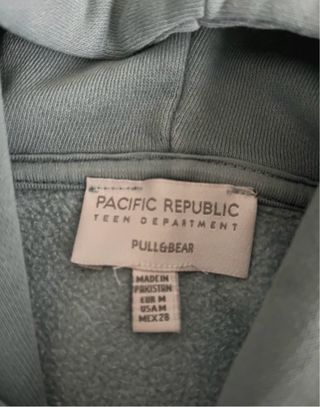 PACIFIC REPUBLIC
TEEN DEPARTMENT
PULL&BEAR
MADE IN
PAKISTAN
EUR M
USA M
MEX 28